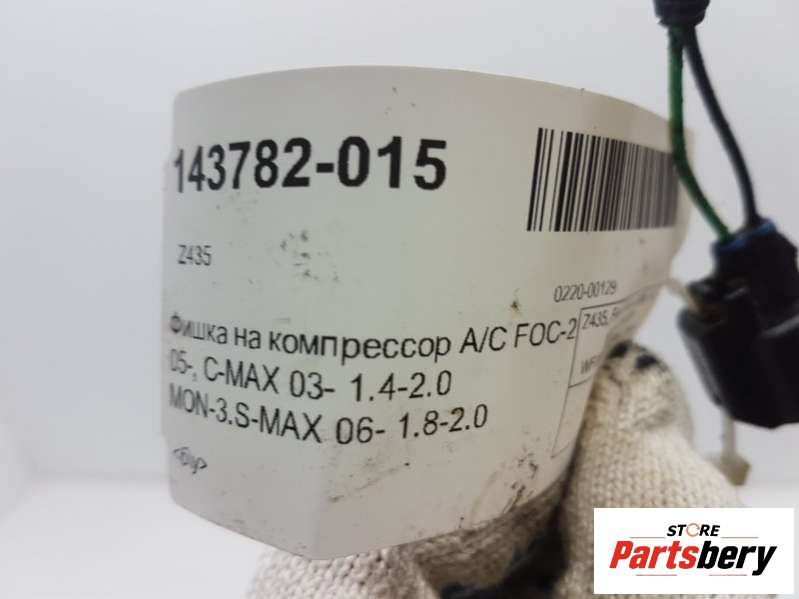 143782-015
Z435
0220-00129
Z435,
Фишка на компрессор A/C FOC-2
05-, C-MAX 03- 1.4-2.0
MON-3.S-MAX 06- 1.8-2.0
<б/у>
STORE
Partsbery